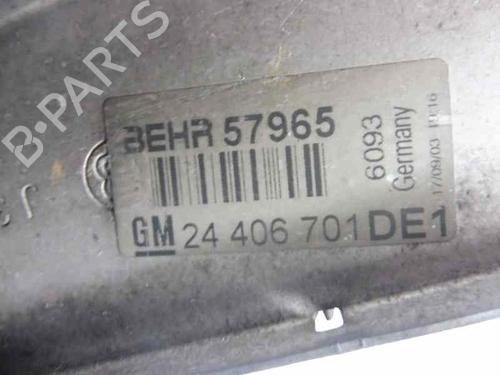 B-PARTS
BEHR 57965
GM 24 406 701 DE1
6093
Germany
17/09/03